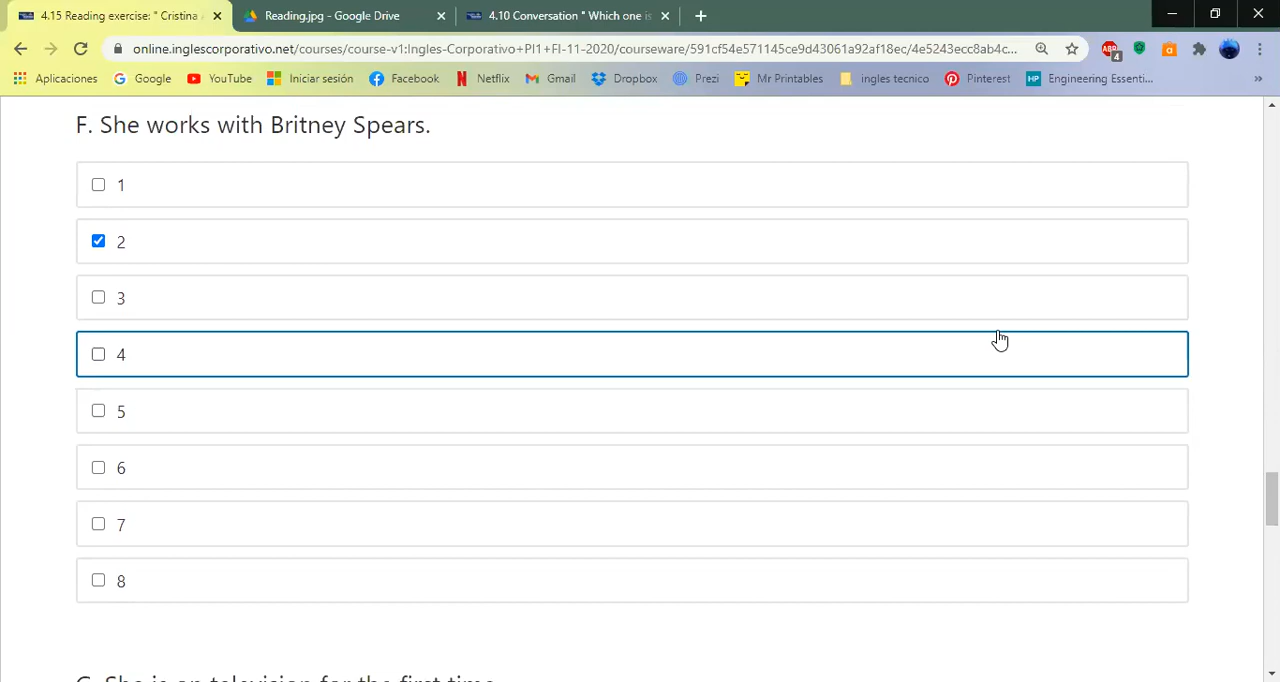 4.15 Reading exercise: " Cristina A
Reading.jpg - Google Drive
4.10 Conversation " Which one is
online.inglescorporativo.net/courses/course-v1:Ingles-Corporativo+PI1+FI-11-2020/courseware/591cf54e571145ce9d43061a92af18ec/4e5243ecc8ab4c...
ABP
4
Aplicaciones
Google
YouTube
Iniciar sesión
Facebook
Netflix
Gmail
Dropbox
Prezi
Mr Printables
ingles tecnico
Pinterest
HP
Engineering Essenti...
»
F. She works with Britney Spears.
1
2
3
4
5
6
7
8
G. She is on television for the first time.